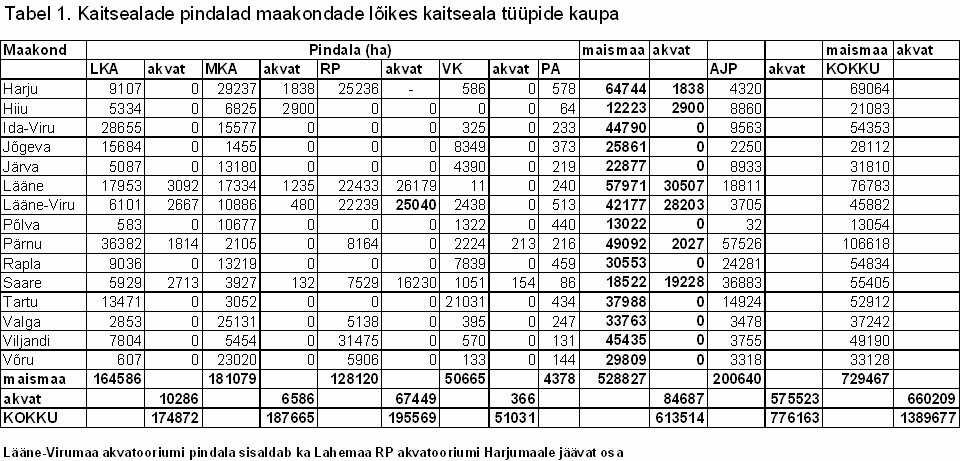 Tabel 1. Kaitsealade pindalad maakondade lõikes kaitseala tüüpide kaupa
Maakond Pindala (ha) maismaa akvat maismaa akvat
LKA akvat MKA akvat RP akvat VK akvat PA AJP akvat KOKKU
Harju 9107 0 29237 1838 25236 - 586 0 578 64744 1838 4320 69064
Hiiu 5334 0 6825 2900 0 0 0 0 64 12223 2900 8860 21083
Ida-Viru 28655 0 15577 0 0 0 325 0 233 44790 0 9563 54353
Jõgeva 15684 0 1455 0 0 0 8349 0 373 25861 0 2250 28112
Järva 5087 0 13180 0 0 0 4390 0 219 22877 0 8933 31810
Lääne 17953 3092 17334 1235 22433 26179 11 0 240 57971 30507 18811 76783
Lääne-Viru 6101 2667 10886 480 22239 25040 2438 0 513 42177 28203 3705 45882
Põlva 583 0 10677 0 0 0 1322 0 440 13022 0 32 13054
Pärnu 36382 1814 2105 0 8164 0 2224 213 216 49092 2027 57526 106618
Rapla 9036 0 13219 0 0 0 7839 0 459 30553 0 24281 54834
Saare 5929 2713 3927 132 7529 16230 1051 154 86 18522 19228 36883 55405
Tartu 13471 0 3052 0 0 0 21031 0 434 37988 0 14924 52912
Valga 2853 0 25131 0 5138 0 395 0 247 33763 0 3478 37242
Viljandi 7804 0 5454 0 31475 0 570 0 131 45435 0 3755 49190
Võru 607 0 23020 0 5906 0 133 0 144 29809 0 3318 33128
maismaa 164586 181079 128120 50665 4378 528827 200640 729467
akvat 10286 6586 67449 366 84687 575523 660209
KOKKU 174872 187665 195569 51031 613514 776163 1389677
Lääne-Virumaa akvatooriumi pindala sisaldab ka Lahemaa RP akvatooriumi Harjumaale jäävat osa